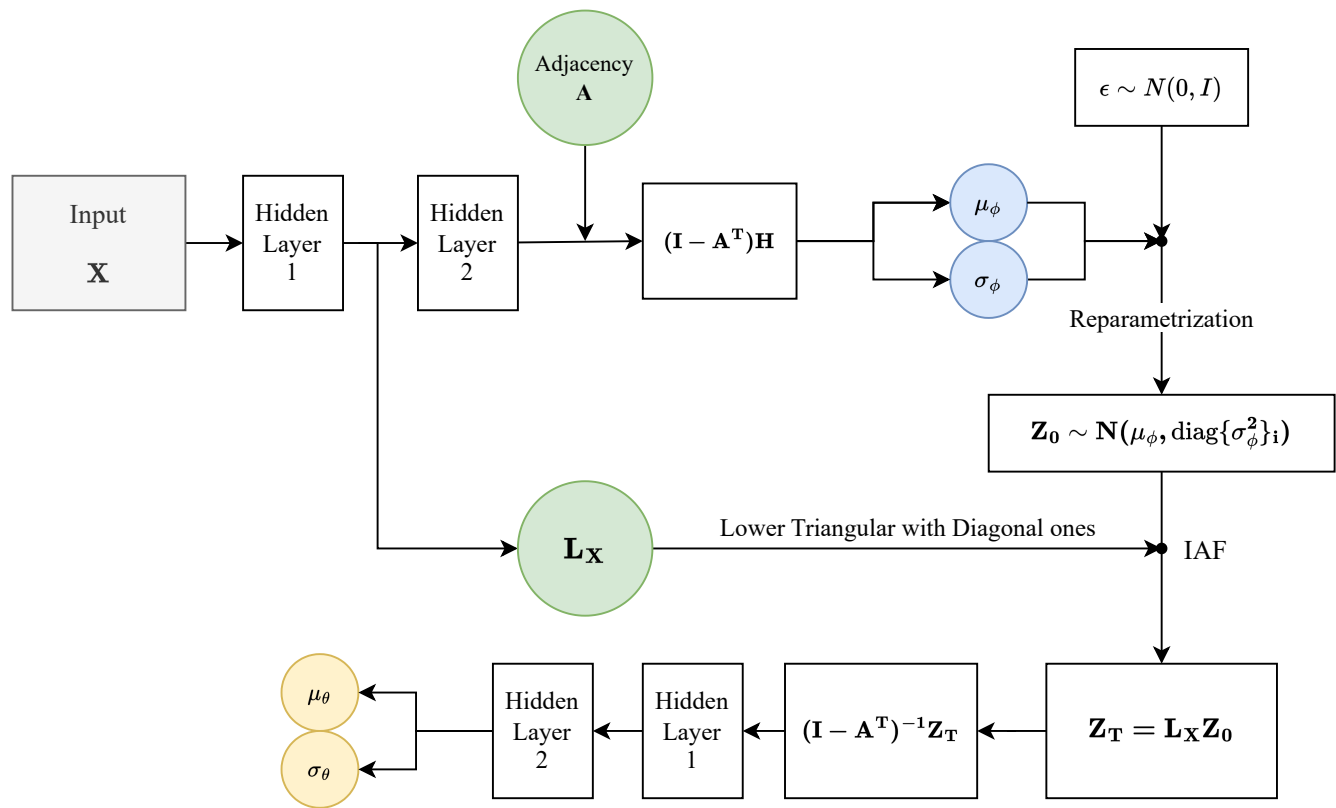 Adjacency
A
ϵ ∼ N(0, I)
Input
X
Hidden
Layer
1
Hidden
Layer
2
(I − A^T)H
μ_ϕ
σ_ϕ
Reparametrization
Z_0 ∼ N(μ_ϕ, diag{σ_ϕ^2}_i)
L_X
Lower Triangular with Diagonal ones
IAF
μ_θ
σ_θ
Hidden
Layer
2
Hidden
Layer
1
(I − A^T)^{−1}Z_T
Z_T = L_X Z_0